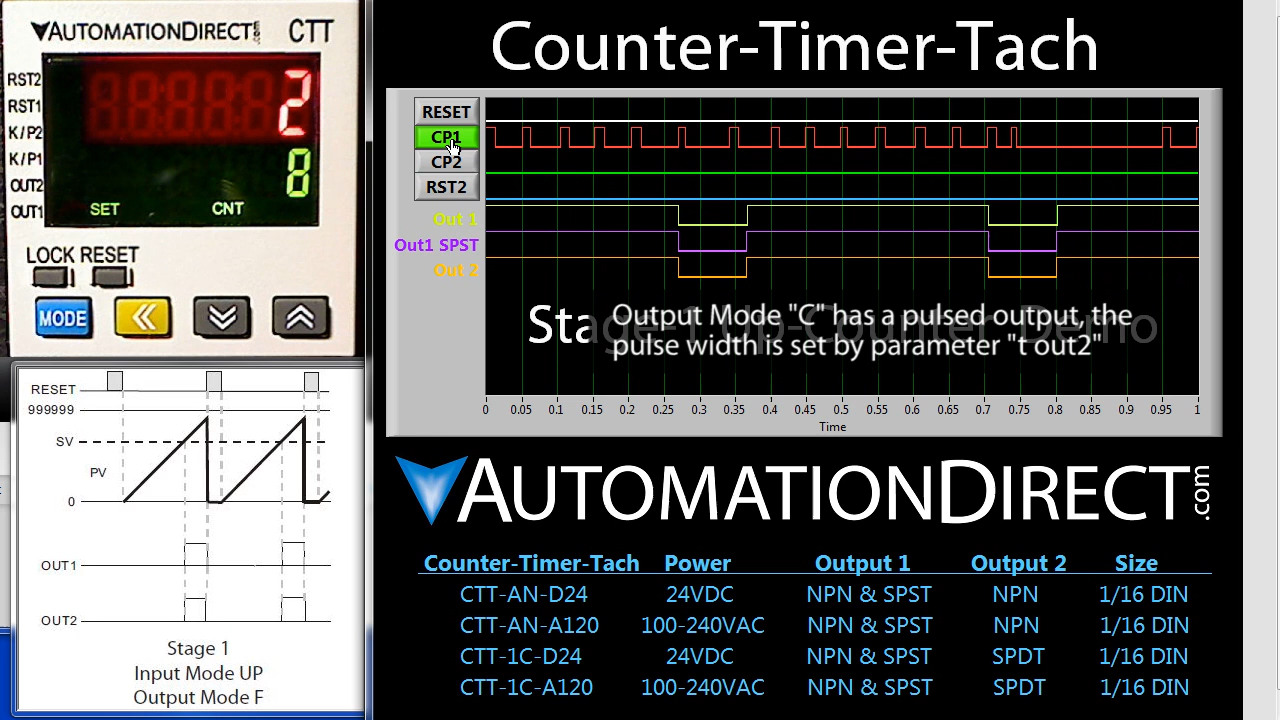 AUTOMATIONDIRECT.com CTT
RST2
RST1
K/P2
K/P1
OUT2
OUT1
2
8
SET CNT
LOCK RESET
MODE
RESET
999999
SV
PV
0
OUT1
OUT2
Stage 1
Input Mode UP
Output Mode F
Counter-Timer-Tach
RESET
CP1
CP2
RST2
Out 1
Out1 SPST
Out 2
Stage-1 Up-Counter Demo
Output Mode "C" has a pulsed output, the
pulse width is set by parameter "t out2"
0 0.05 0.1 0.15 0.2 0.25 0.3 0.35 0.4 0.45 0.5 0.55 0.6 0.65 0.7 0.75 0.8 0.85 0.9 0.95 1
Time
AUTOMATIONDIRECT.com
Counter-Timer-Tach Power Output 1 Output 2 Size
CTT-AN-D24 24VDC NPN & SPST NPN 1/16 DIN
CTT-AN-A120 100-240VAC NPN & SPST NPN 1/16 DIN
CTT-1C-D24 24VDC NPN & SPST SPDT 1/16 DIN
CTT-1C-A120 100-240VAC NPN & SPST SPDT 1/16 DIN